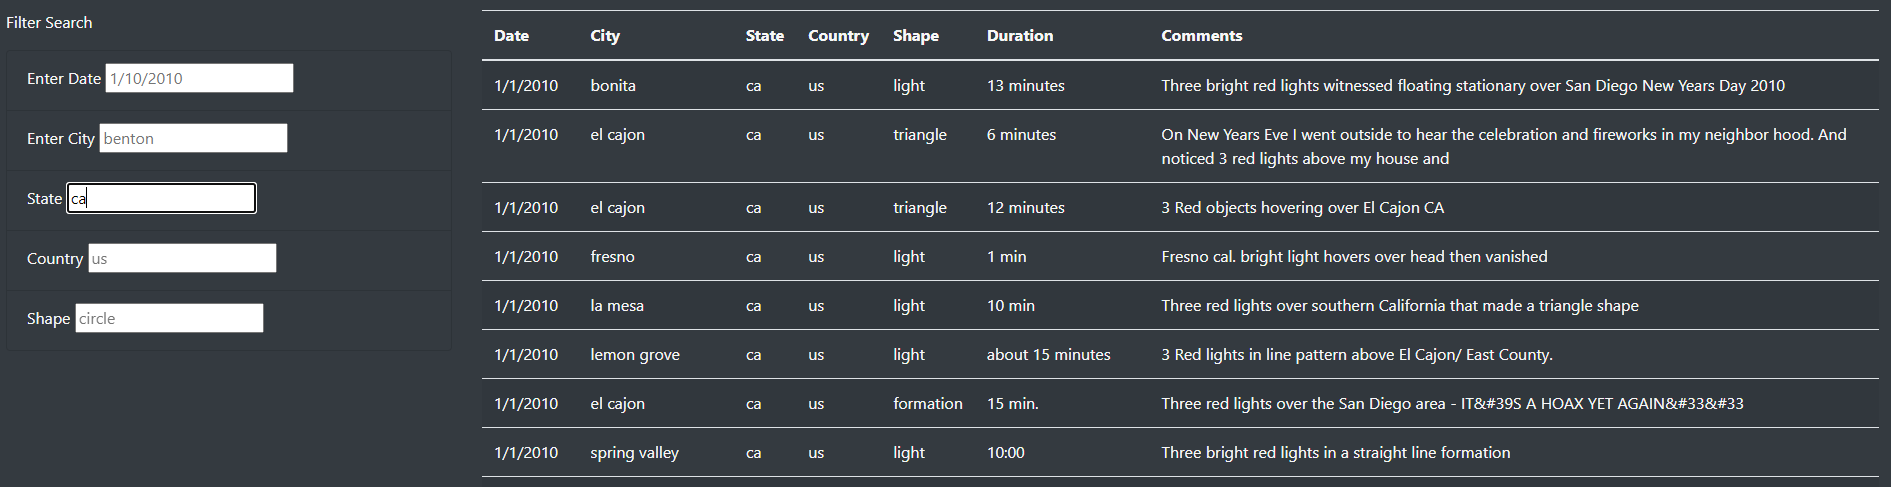 Filter Search
Enter Date 1/10/2010
Enter City benton
State ca
Country us
Shape circle
Date City State Country Shape Duration Comments
1/1/2010 bonita ca us light 13 minutes Three bright red lights witnessed floating stationary over San Diego New Years Day 2010
1/1/2010 el cajon ca us triangle 6 minutes On New Years Eve I went outside to hear the celebration and fireworks in my neighbor hood. And
noticed 3 red lights above my house and
1/1/2010 el cajon ca us triangle 12 minutes 3 Red objects hovering over El Cajon CA
1/1/2010 fresno ca us light 1 min Fresno cal. bright light hovers over head then vanished
1/1/2010 la mesa ca us light 10 min Three red lights over southern California that made a triangle shape
1/1/2010 lemon grove ca us light about 15 minutes 3 Red lights in line pattern above El Cajon/ East County.
1/1/2010 el cajon ca us formation 15 min. Three red lights over the San Diego area - IT&#39S A HOAX YET AGAIN&#33&#33
1/1/2010 spring valley ca us light 10:00 Three bright red lights in a straight line formation